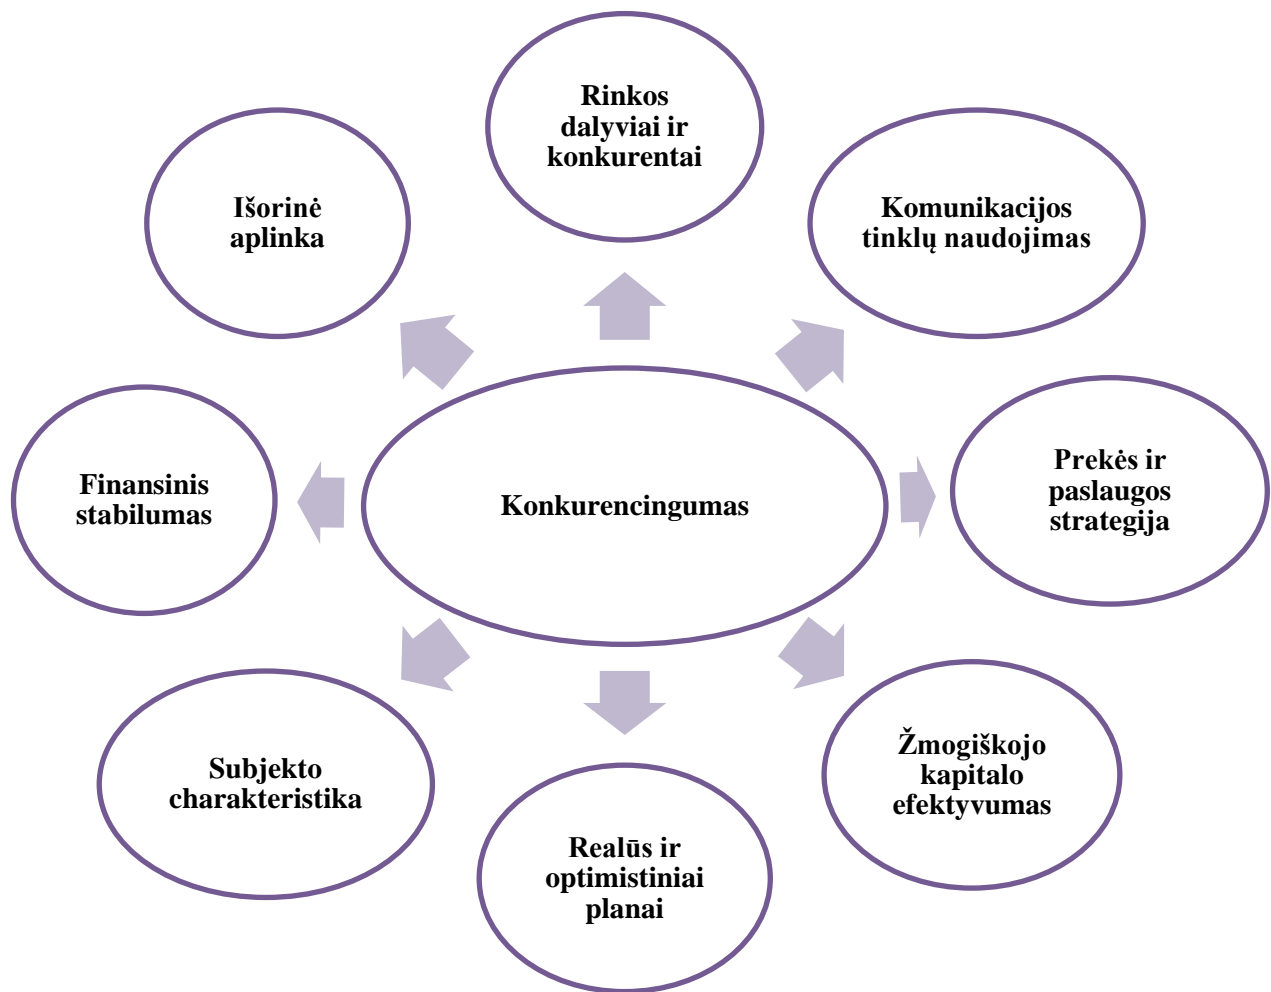 Rinkos
dalyviai ir
konkurentai
Išorinė
aplinka
Komunikacijos
tinklų naudojimas
Finansinis
stabilumas
Konkurencingumas
Prekės ir
paslaugos
strategija
Subjekto
charakteristika
Žmogiškojo
kapitalo
efektyvumas
Realūs ir
optimistiniai
planai